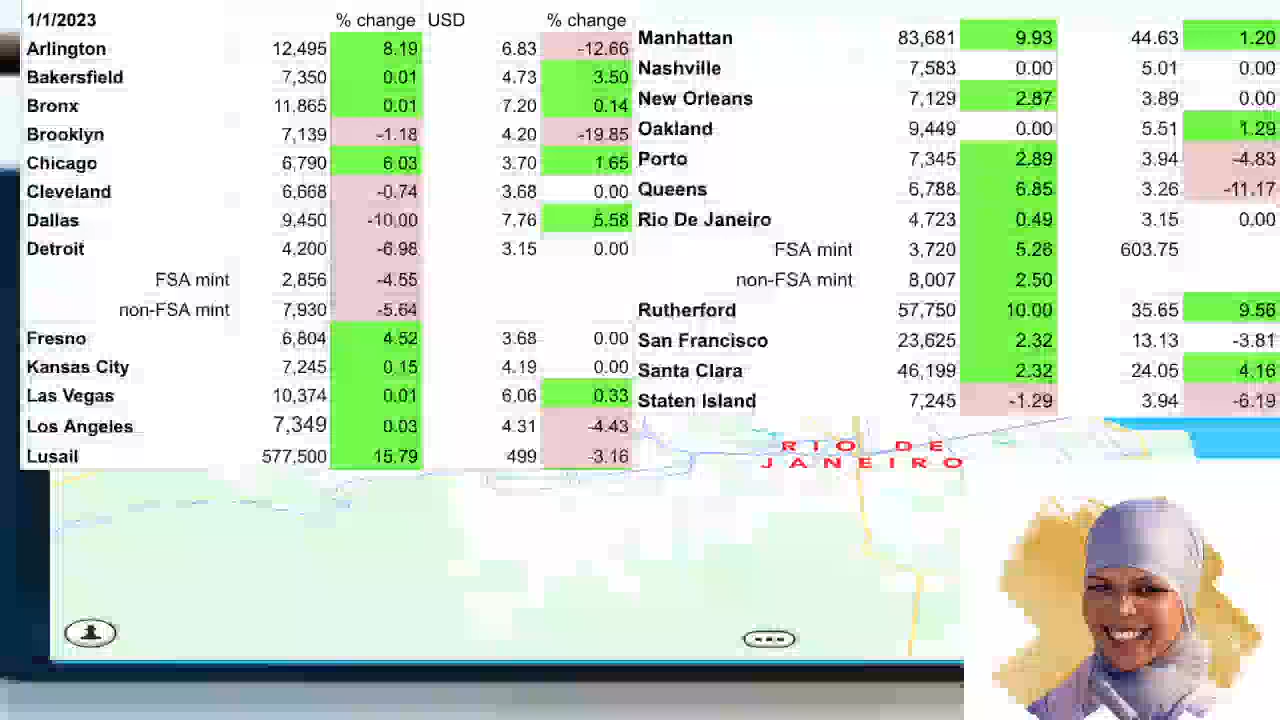 1/1/2023 % change USD % change
Arlington 12,495 8.19 6.83 -12.66
Bakersfield 7,350 0.01 4.73 3.50
Bronx 11,865 0.01 7.20 0.14
Brooklyn 7,139 -1.18 4.20 -19.85
Chicago 6,790 6.03 3.70 1.65
Cleveland 6,668 -0.74 3.68 0.00
Dallas 9,450 -10.00 7.76 5.58
Detroit 4,200 -6.98 3.15 0.00
FSA mint 2,856 -4.55
non-FSA mint 7,930 -5.64
Fresno 6,804 4.52 3.68 0.00
Kansas City 7,245 0.15 4.19 0.00
Las Vegas 10,374 0.01 6.06 0.33
Los Angeles 7,349 0.03 4.31 -4.43
Lusail 577,500 15.79 499 -3.16
Manhattan 83,681 9.93 44.63 1.20
Nashville 7,583 0.00 5.01 0.00
New Orleans 7,129 2.87 3.89 0.00
Oakland 9,449 0.00 5.51 1.29
Porto 7,345 2.89 3.94 -4.83
Queens 6,788 6.85 3.26 -11.17
Rio De Janeiro 4,723 0.49 3.15 0.00
FSA mint 3,720 5.26 603.75
non-FSA mint 8,007 2.50
Rutherford 57,750 10.00 35.65 9.56
San Francisco 23,625 2.32 13.13 -3.81
Santa Clara 46,199 2.32 24.05 4.16
Staten Island 7,245 -1.29 3.94 -6.19
RIO DE
JANEIRO